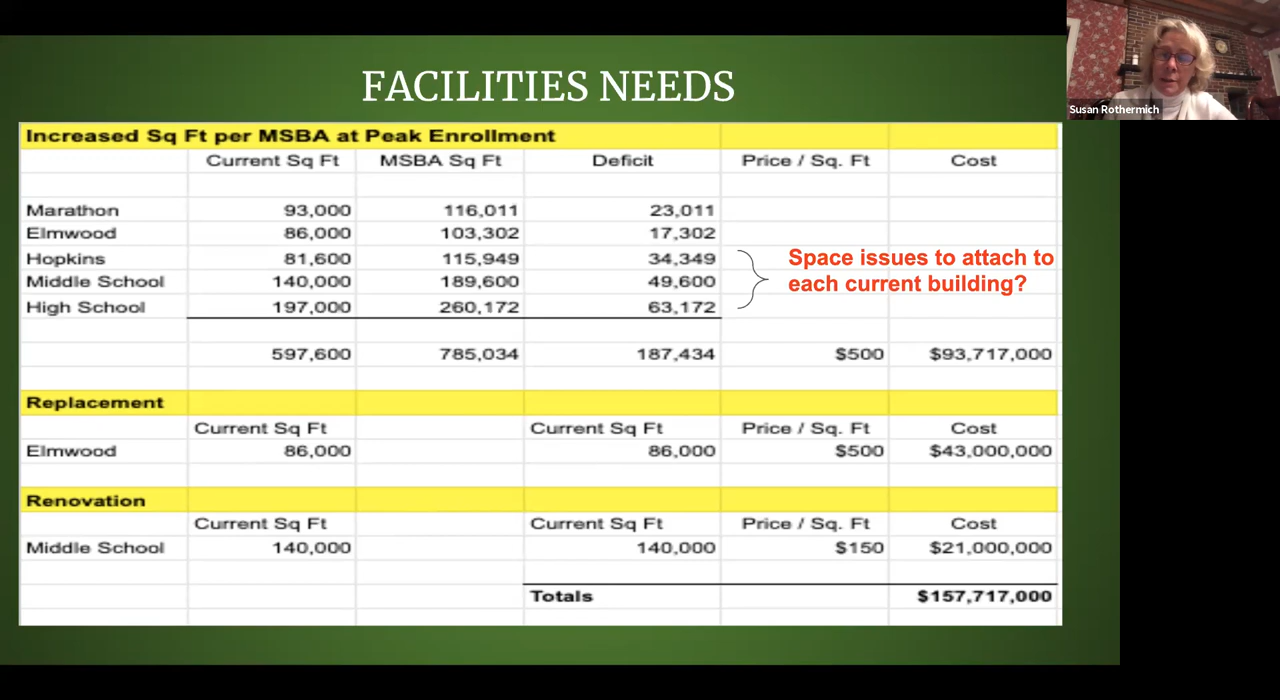 Susan Rothermich
FACILITIES NEEDS
Increased Sq Ft per MSBA at Peak Enrollment
Current Sq Ft MSBA Sq Ft Deficit Price / Sq. Ft Cost
Marathon 93,000 116,011 23,011
Elmwood 86,000 103,302 17,302
Hopkins 81,600 115,949 34,349
Middle School 140,000 189,600 49,600
High School 197,000 260,172 63,172
Space issues to attach to
each current building?
597,600 785,034 187,434 $500 $93,717,000
Replacement
Current Sq Ft Current Sq Ft Price / Sq. Ft Cost
Elmwood 86,000 86,000 $500 $43,000,000
Renovation
Current Sq Ft Current Sq Ft Price / Sq. Ft Cost
Middle School 140,000 140,000 $150 $21,000,000
Totals $157,717,000